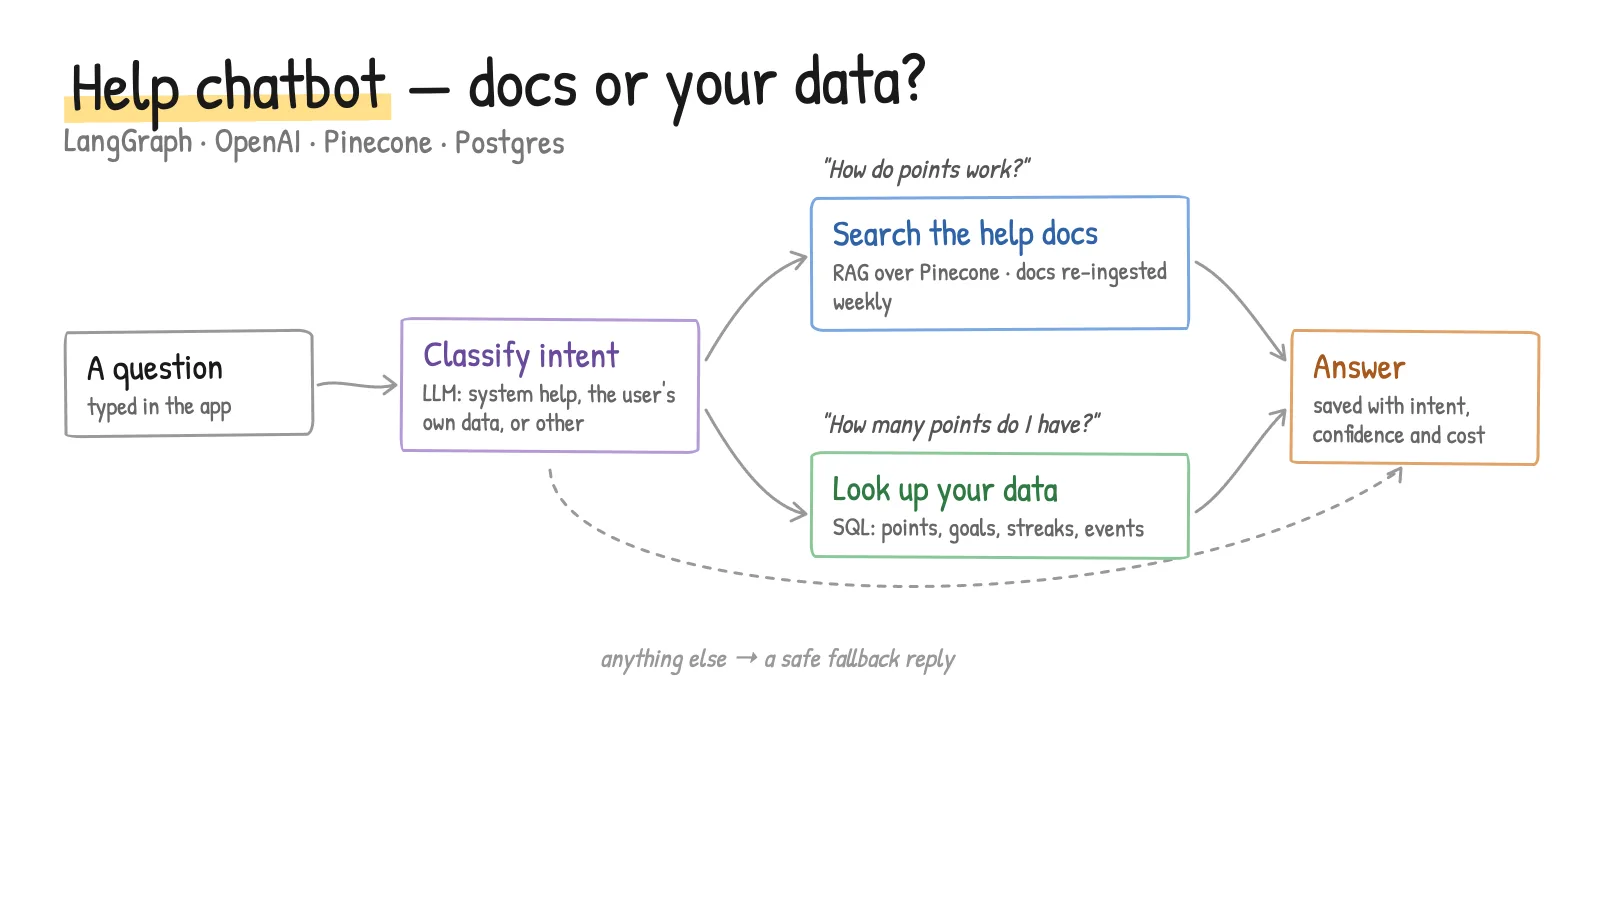 Help chatbot — docs or your data?
LangGraph · OpenAI · Pinecone · Postgres
A question
typed in the app
Classify intent
LLM: system help, the user's
own data, or other
"How do points work?"
Search the help docs
RAG over Pinecone · docs re-ingested
weekly
"How many points do I have?"
Look up your data
SQL: points, goals, streaks, events
Answer
saved with intent,
confidence and cost
anything else → a safe fallback reply